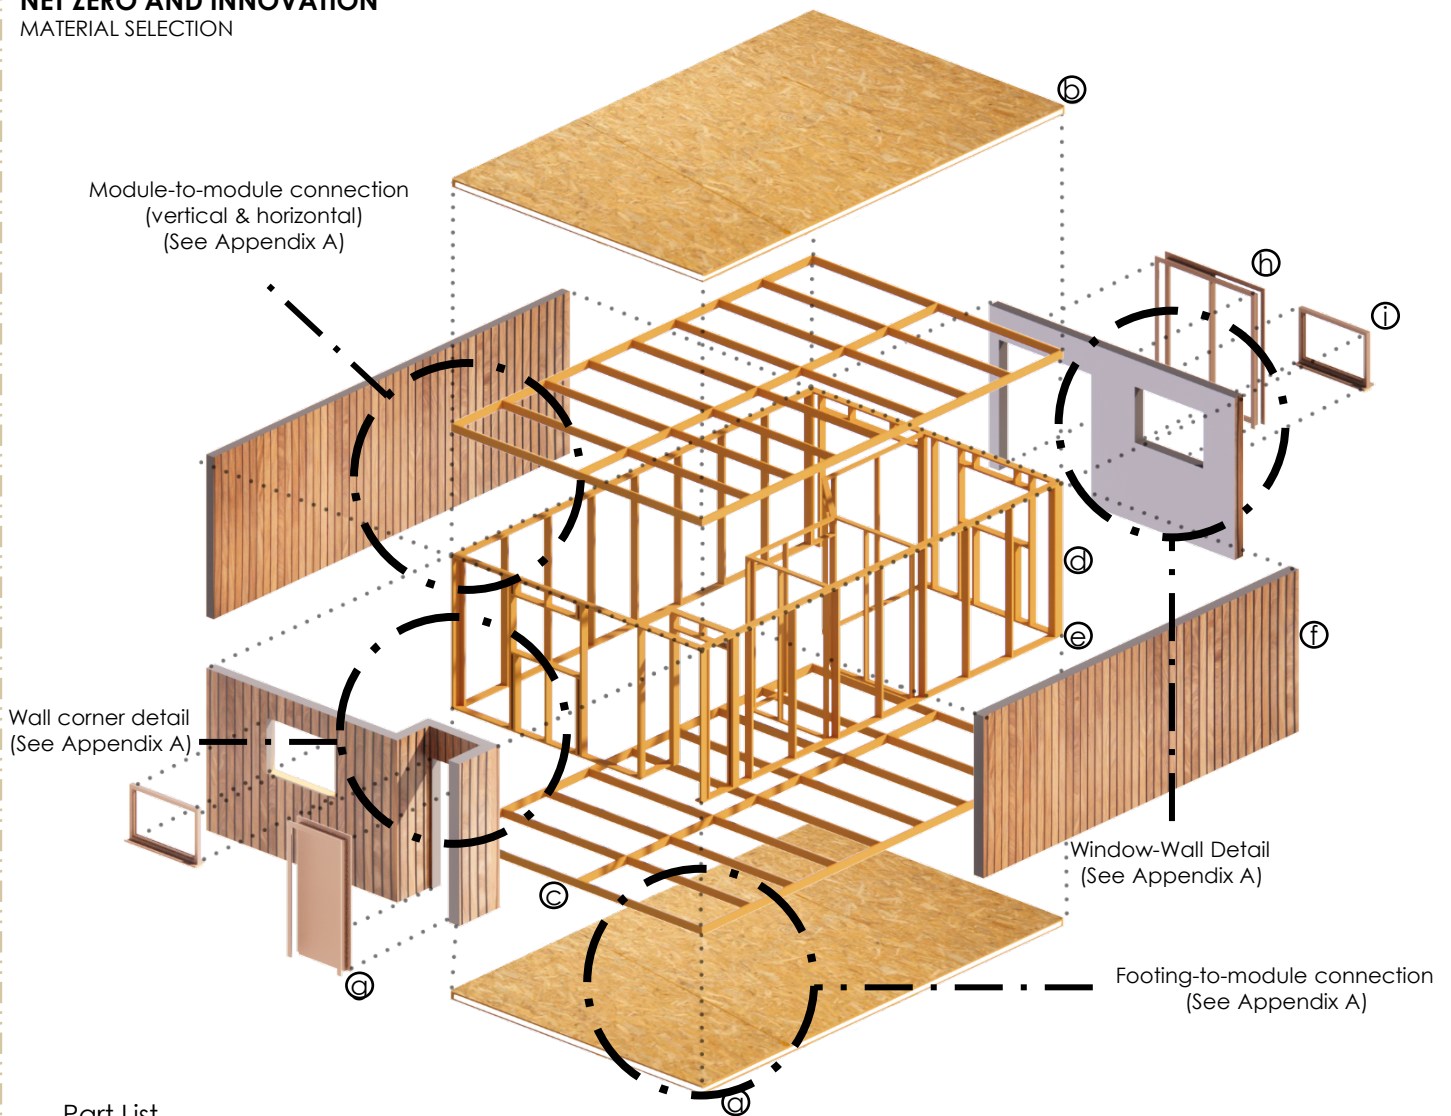 NET ZERO AND INNOVATION
MATERIAL SELECTION
b
Module-to-module connection
(vertical & horizontal)
(See Appendix A)
h
i
d
e
f
Wall corner detail
(See Appendix A)
Window-Wall Detail
(See Appendix A)
c
Footing-to-module connection
(See Appendix A)
g
a
Part List